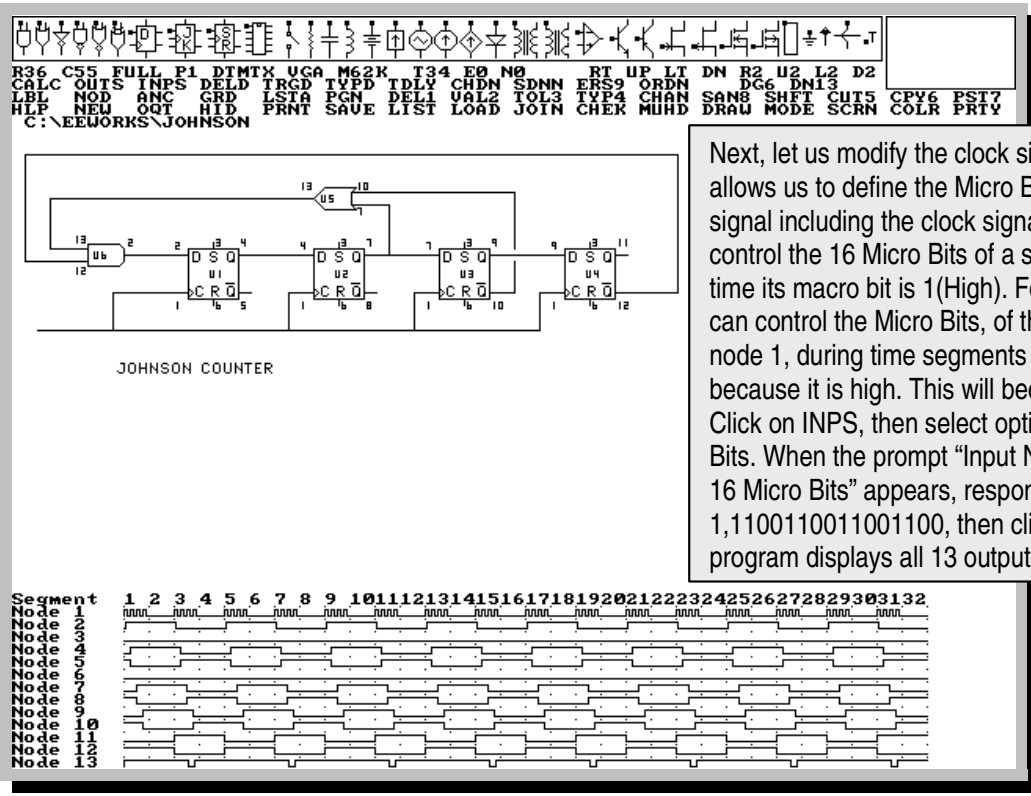 R36 C55 FULL P1 DTMTX VGA M62K T34 E0 N0 RT UP LT DN R2 U2 L2 D2
CALC OUTS INPS DELD TRGD TYPD TDLY CHDN SDNN ERS9 ORDN DG6 DN13
LBL NOD ANC GRD LSTA PGN DEL1 VAL2 TOL3 TYP4 CHAN SAN8 SHFT CUT5 CPY6 PST7
HLP NEW OQT HID PRNT SAVE LIST LOAD JOIN CHEK MUHD DRAW MODE SCRN COLR PRTY
C:\EEWORKS\JOHNSON
Next, let us modify the clock si
allows us to define the Micro B
signal including the clock signa
control the 16 Micro Bits of a s
time its macro bit is 1(High). Fo
can control the Micro Bits, of th
node 1, during time segments
because it is high. This will bec
Click on INPS, then select opti
Bits. When the prompt “Input N
16 Micro Bits” appears, respon
1,1100110011001100, then cli
program displays all 13 output
13 10
U5
7
13 2 2 13 4 4 13 7 7 13 9 9 13 11
U6 D S Q D S Q D S Q D S Q
12 U1 U2 U3 U4
C R Q C R Q C R Q C R Q
1 16 5 1 16 8 1 16 10 1 16 12
JOHNSON COUNTER
Segment 1 2 3 4 5 6 7 8 9 1011121314151617181920212223242526272829303132
Node 1
Node 2
Node 3
Node 4
Node 5
Node 6
Node 7
Node 8
Node 9
Node 10
Node 11
Node 12
Node 13